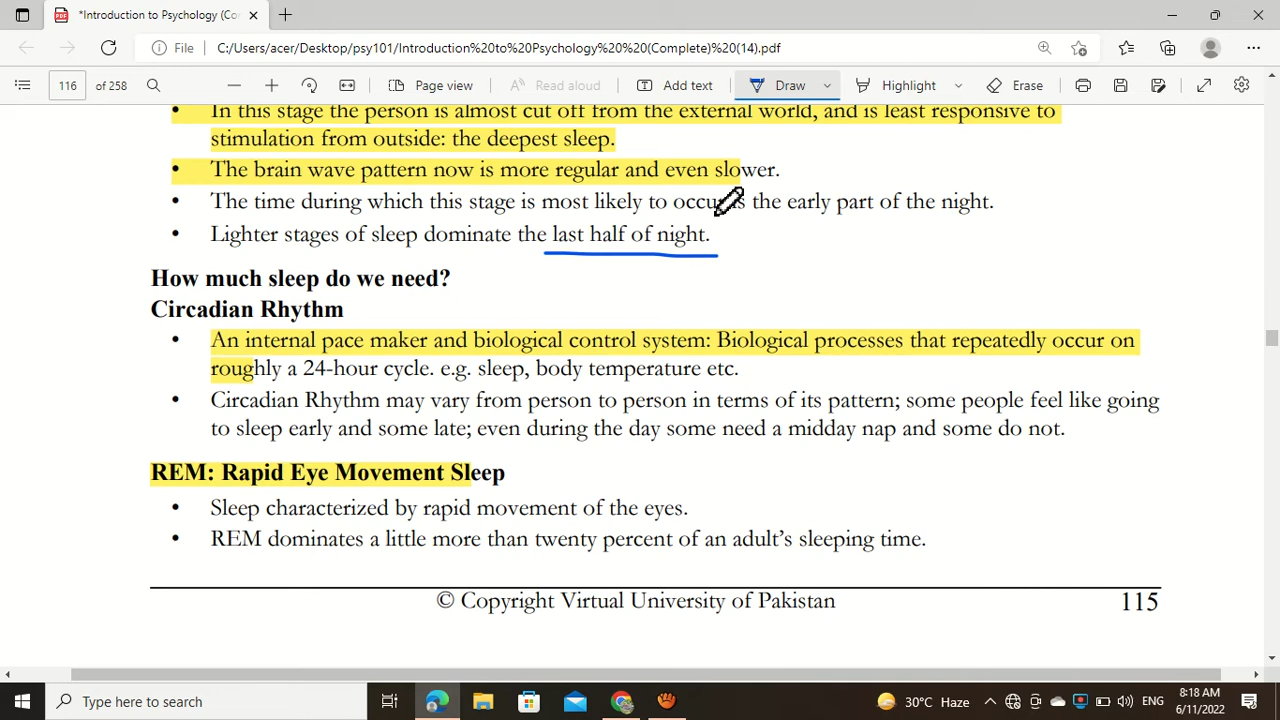 *Introduction to Psychology (Co
File C:/Users/acer/Desktop/psy101/Introduction%20to%20Psychology%20%20(Complete)%20(14).pdf
116 of 258 Page view Read aloud Add text Draw Highlight Erase
• In this stage the person is almost cut off from the external world, and is least responsive to
stimulation from outside: the deepest sleep.
• The brain wave pattern now is more regular and even slower.
• The time during which this stage is most likely to occur is the early part of the night.
• Lighter stages of sleep dominate the last half of night.
How much sleep do we need?
Circadian Rhythm
• An internal pace maker and biological control system: Biological processes that repeatedly occur on
roughly a 24-hour cycle. e.g. sleep, body temperature etc.
• Circadian Rhythm may vary from person to person in terms of its pattern; some people feel like going
to sleep early and some late; even during the day some need a midday nap and some do not.
REM: Rapid Eye Movement Sleep
• Sleep characterized by rapid movement of the eyes.
• REM dominates a little more than twenty percent of an adult's sleeping time.
© Copyright Virtual University of Pakistan 115
Type here to search 30°C Haze ENG 8:18 AM
6/11/2022